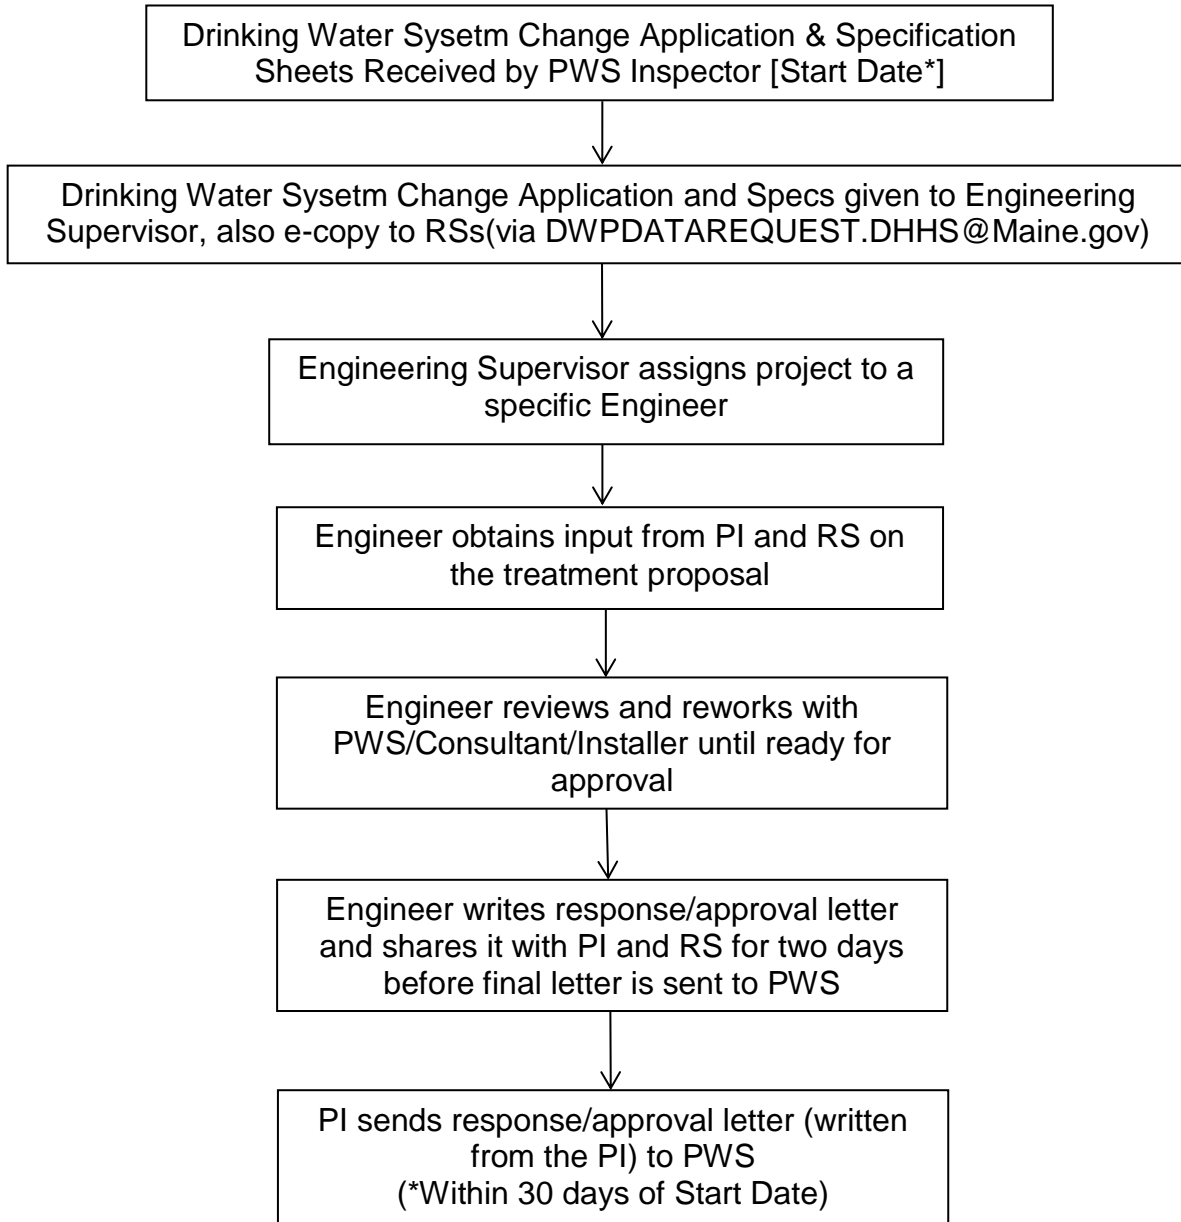 Drinking Water Sysetm Change Application & Specification
Sheets Received by PWS Inspector [Start Date*]
Drinking Water Sysetm Change Application and Specs given to Engineering
Supervisor, also e-copy to RSs(via DWPDATAREQUEST.DHHS@Maine.gov)
Engineering Supervisor assigns project to a
specific Engineer
Engineer obtains input from PI and RS on
the treatment proposal
Engineer reviews and reworks with
PWS/Consultant/Installer until ready for
approval
Engineer writes response/approval letter
and shares it with PI and RS for two days
before final letter is sent to PWS
PI sends response/approval letter (written
from the PI) to PWS
(*Within 30 days of Start Date)